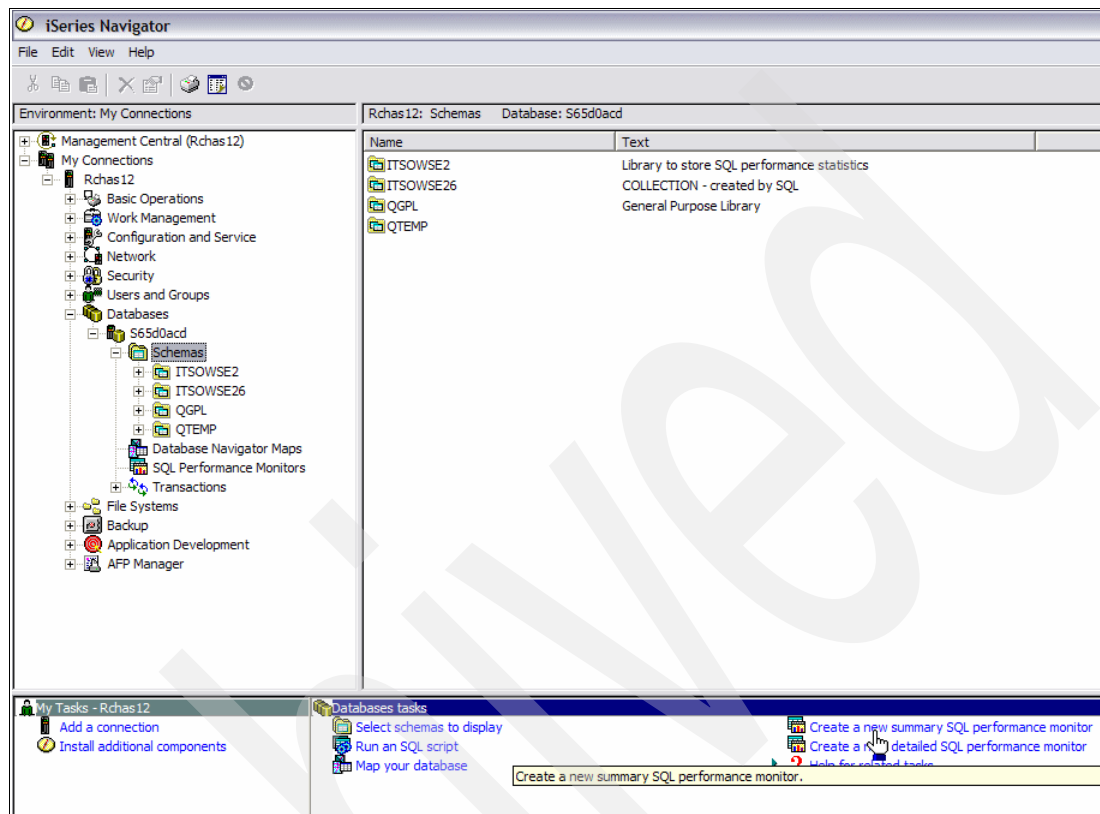 iSeries Navigator
File Edit View Help
Environment: My Connections
Rchas12: Schemas Database: S65d0acd
Management Central (Rchas12)
My Connections
Rchas12
Basic Operations
Work Management
Configuration and Service
Network
Security
Users and Groups
Databases
S65d0acd
Schemas
ITSOWSE2
ITSOWSE26
QGPL
QTEMP
Database Navigator Maps
SQL Performance Monitors
Transactions
File Systems
Backup
Application Development
AFP Manager
Name Text
ITSOWSE2 Library to store SQL performance statistics
ITSOWSE26 COLLECTION - created by SQL
QGPL General Purpose Library
QTEMP
My Tasks - Rchas12
Add a connection
Install additional components
Databases tasks
Select schemas to display
Run an SQL script
Map your database
Create a new summary SQL performance monitor
Create a detailed SQL performance monitor
Help for related tasks
Create a new summary SQL performance monitor.
hived